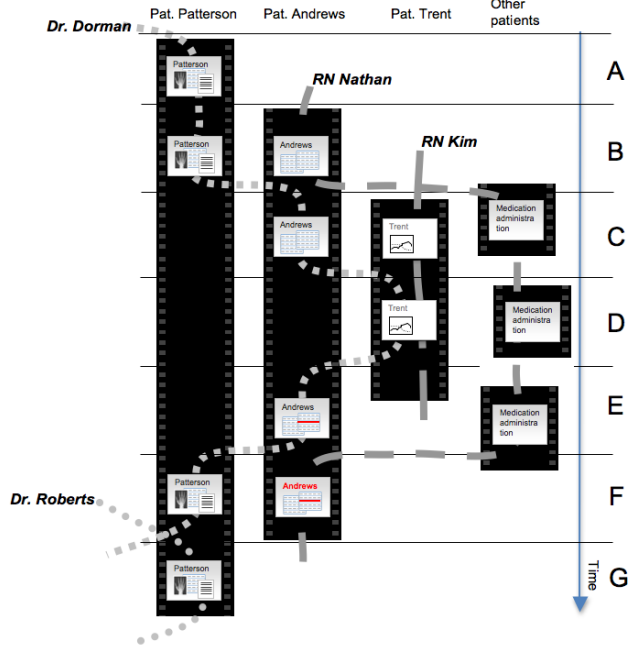 Pat. Patterson Pat. Andrews Pat. Trent Other
patients
Dr. Dorman
Patterson
A
RN Nathan
Patterson
Andrews
RN Kim
B
Andrews
Trent
Medication
administra
tion
C
Trent
Medication
administra
tion
D
Andrews
Medication
administra
tion
E
Dr. Roberts
Patterson
Andrews
F
Patterson
Time
G